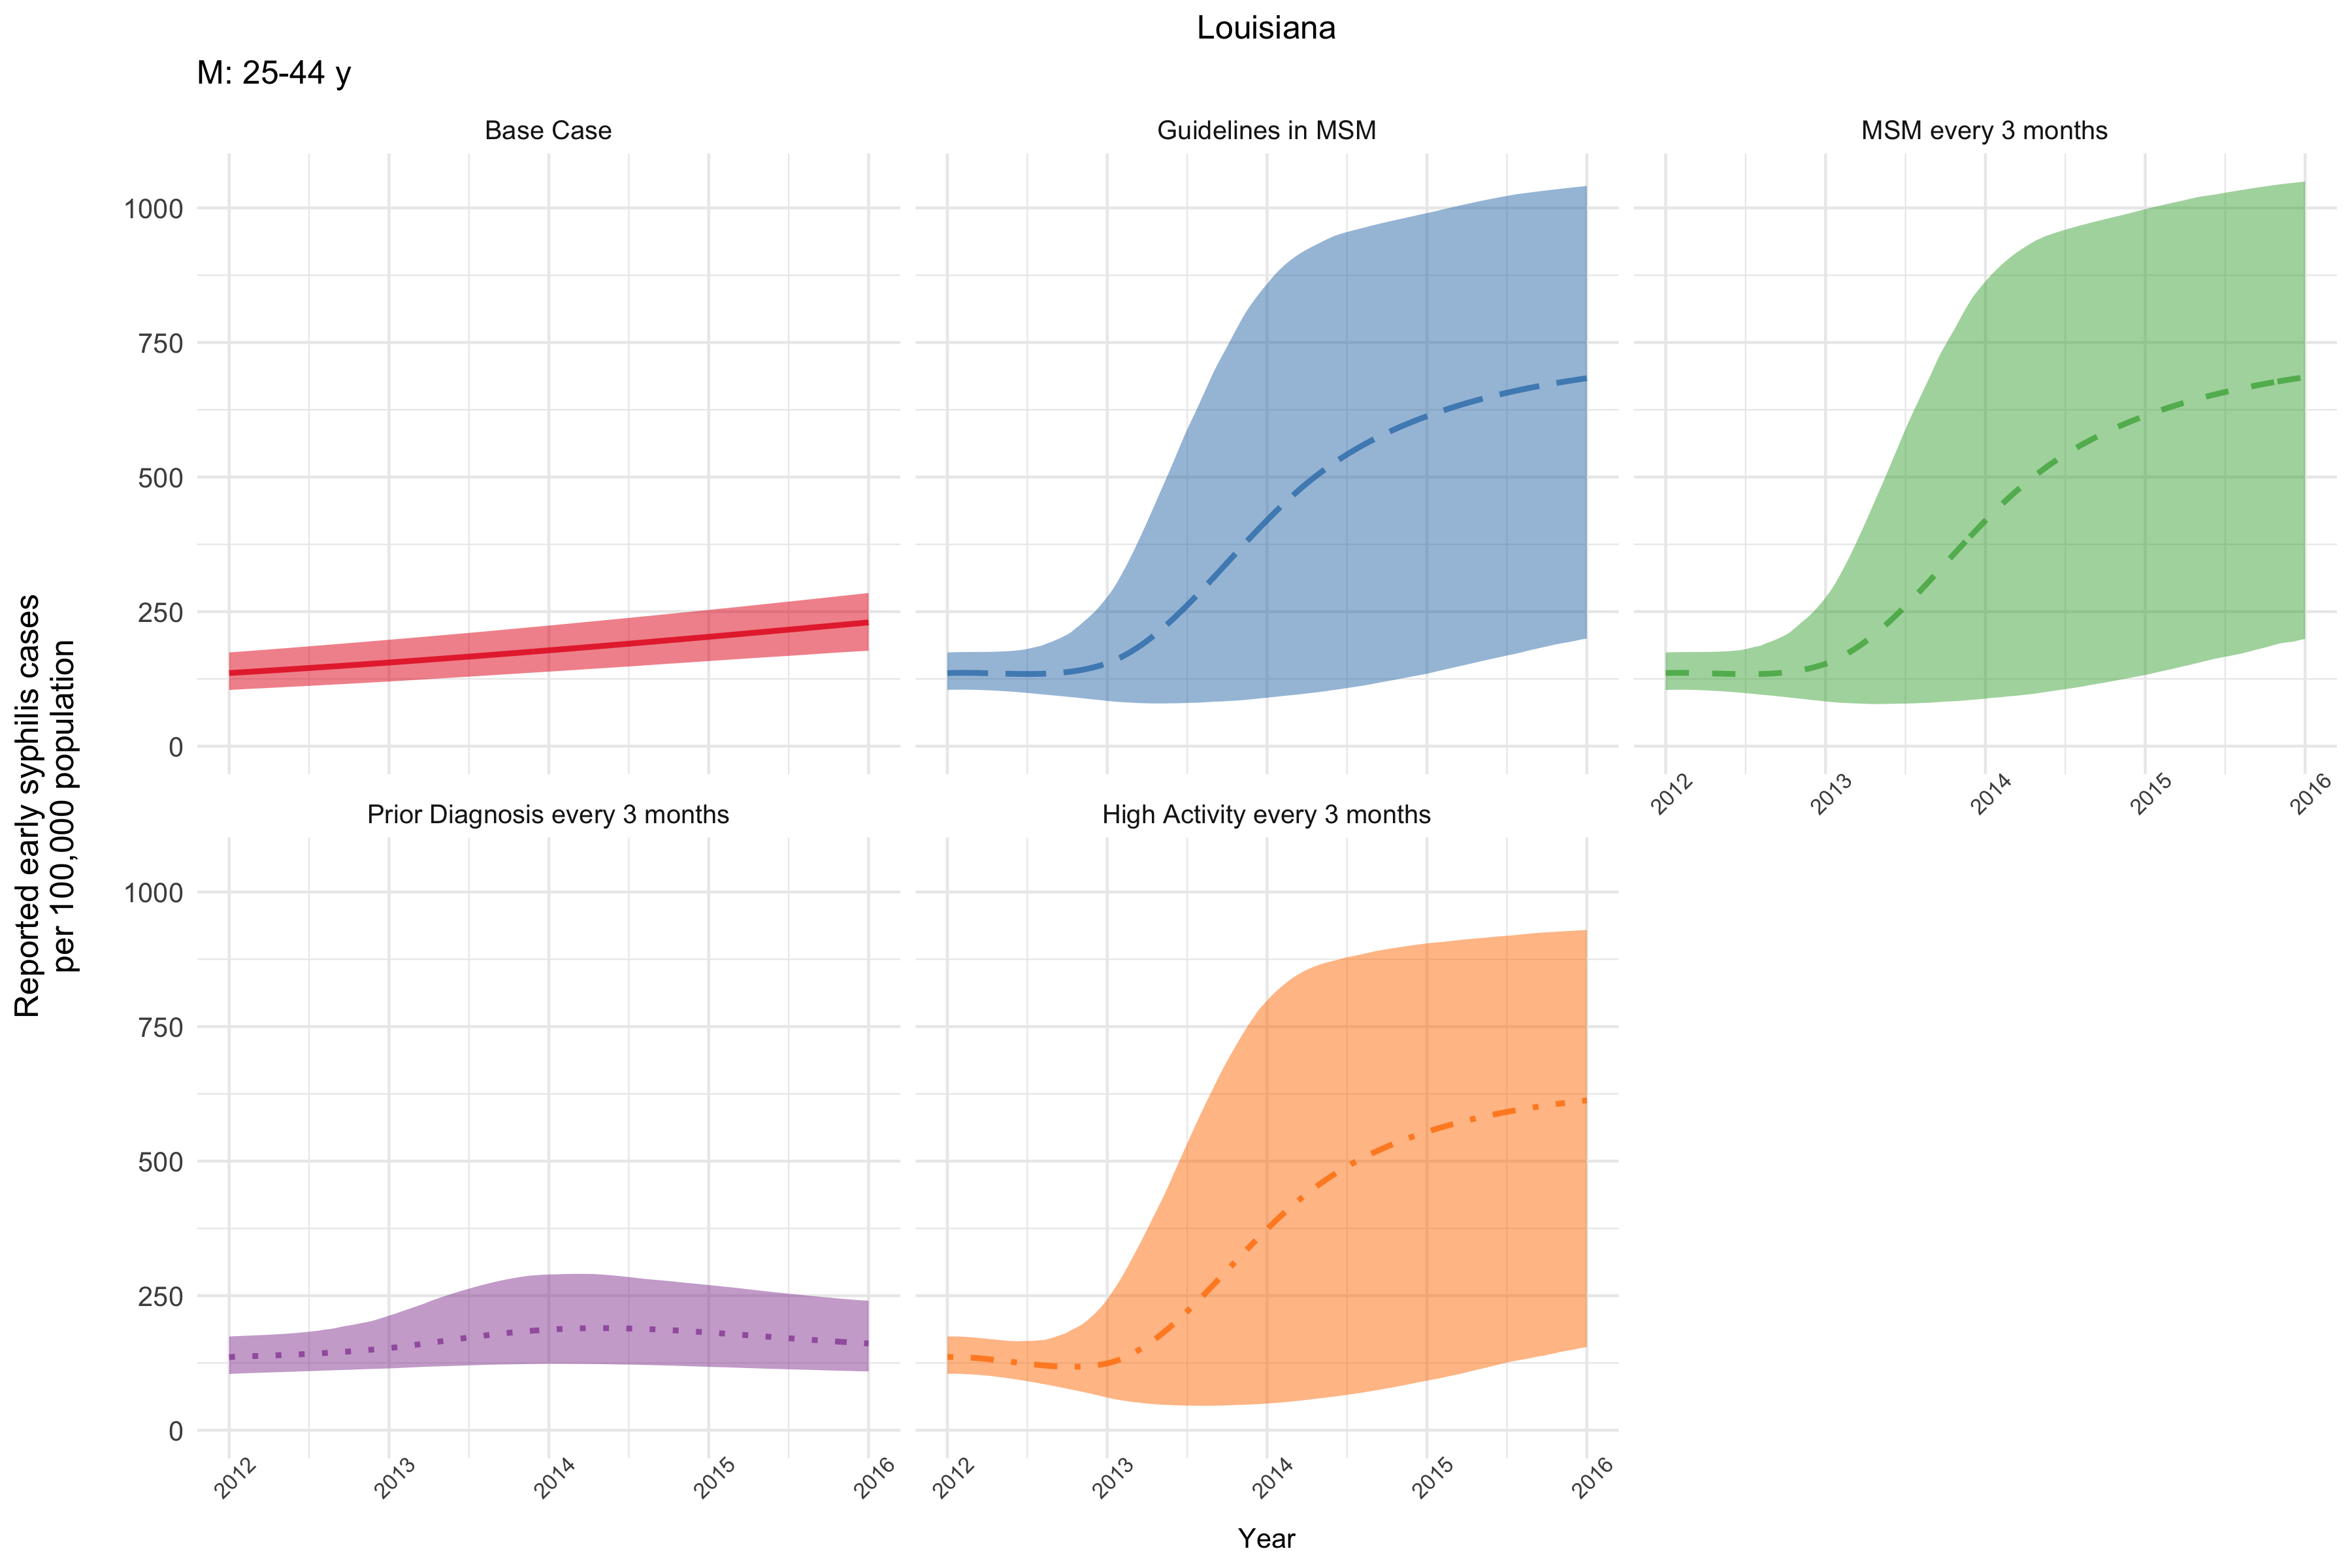 Louisiana
M: 25-44 y
Base Case
Guidelines in MSM
MSM every 3 months
1000
750
500
250
0
2012
2013
2014
2015
2016
Prior Diagnosis every 3 months
High Activity every 3 months
1000
750
500
250
0
2012
2013
2014
2015
2016
2012
2013
2014
2015
2016
Reported early syphilis cases
per 100,000 population
Year